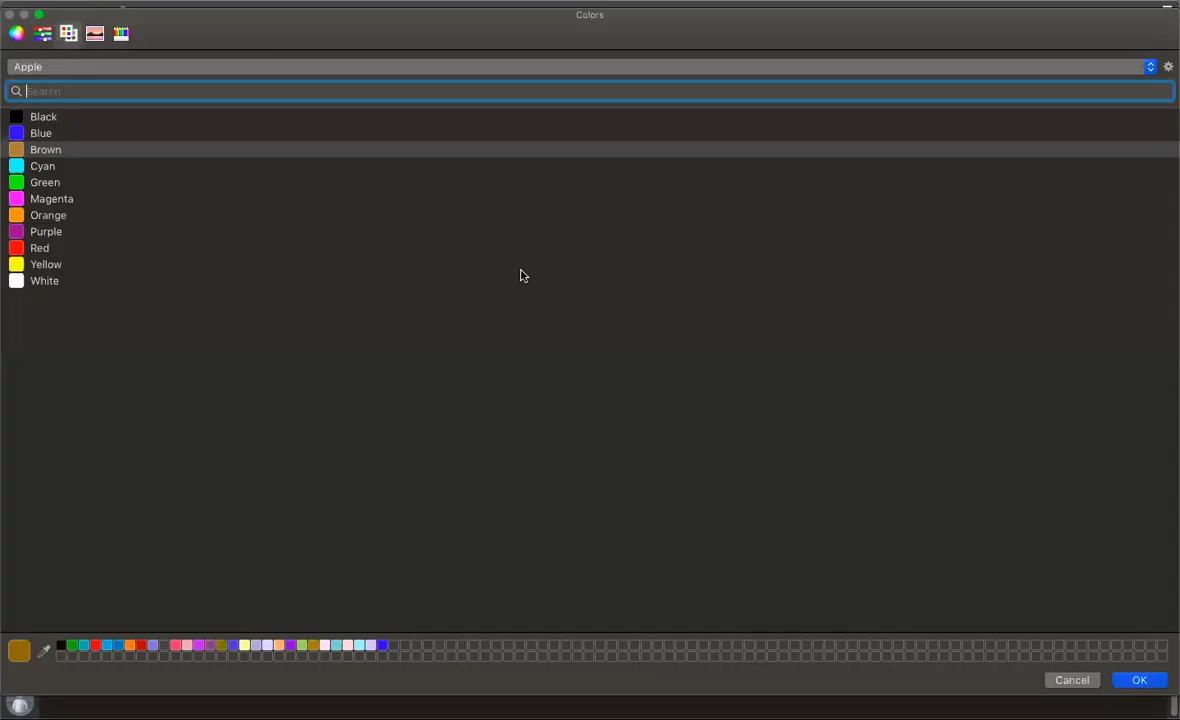 Colors
Apple
Search
Black
Blue
Brown
Cyan
Green
Magenta
Orange
Purple
Red
Yellow
White
Cancel
OK